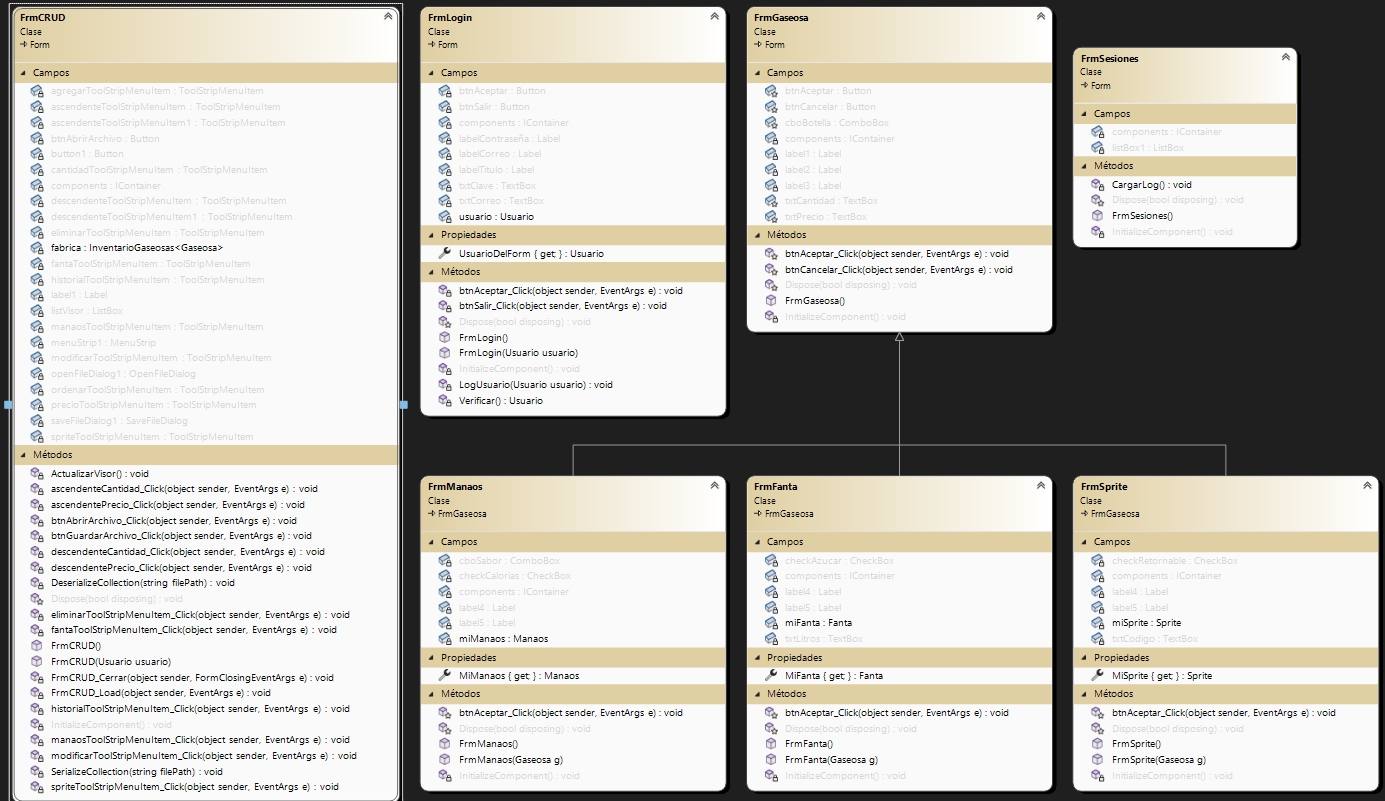 FrmCRUD
Clase
Form
Campos
agregarToolStripMenuItem : ToolStripMenuItem
ascendenteToolStripMenuItem : ToolStripMenuItem
ascendenteToolStripMenuItem1 : ToolStripMenuItem
btnAbrirArchivo : Button
button1 : Button
cantidadToolStripMenuItem : ToolStripMenuItem
components : IContainer
descendenteToolStripMenuItem : ToolStripMenuItem
descendenteToolStripMenuItem1 : ToolStripMenuItem
eliminarToolStripMenuItem : ToolStripMenuItem
fabrica : InventarioGaseosas<Gaseosa>
fantaToolStripMenuItem : ToolStripMenuItem
historialToolStripMenuItem : ToolStripMenuItem
label1 : Label
listVisor : ListBox
manaosToolStripMenuItem : ToolStripMenuItem
menuStrip1 : MenuStrip
modificarToolStripMenuItem : ToolStripMenuItem
openFileDialog1 : OpenFileDialog
ordenarToolStripMenuItem : ToolStripMenuItem
precioToolStripMenuItem : ToolStripMenuItem
saveFileDialog1 : SaveFileDialog
spriteToolStripMenuItem : ToolStripMenuItem
Métodos
ActualizarVisor() : void
ascendenteCantidad_Click(object sender, EventArgs e) : void
ascendentePrecio_Click(object sender, EventArgs e) : void
btnAbrirArchivo_Click(object sender, EventArgs e) : void
btnGuardarArchivo_Click(object sender, EventArgs e) : void
descendenteCantidad_Click(object sender, EventArgs e) : void
descendentePrecio_Click(object sender, EventArgs e) : void
DeserializeCollection(string filePath) : void
Dispose(bool disposing) : void
eliminarToolStripMenuItem_Click(object sender, EventArgs e) : void
fantaToolStripMenuItem_Click(object sender, EventArgs e) : void
FrmCRUD()
FrmCRUD(Usuario usuario)
FrmCRUD_Cerrar(object sender, FormClosingEventArgs e) : void
FrmCRUD_Load(object sender, EventArgs e) : void
historialToolStripMenuItem_Click(object sender, EventArgs e) : void
InitializeComponent() : void
manaosToolStripMenuItem_Click(object sender, EventArgs e) : void
modificarToolStripMenuItem_Click(object sender, EventArgs e) : void
SerializeCollection(string filePath) : void
spriteToolStripMenuItem_Click(object sender, EventArgs e) : void
FrmLogin
Clase
Form
Campos
btnAceptar : Button
btnSalir : Button
components : IContainer
labelContraseña : Label
labelCorreo : Label
labelTitulo : Label
txtClave : TextBox
txtCorreo : TextBox
usuario : Usuario
Propiedades
UsuarioDelForm { get; } : Usuario
Métodos
btnAceptar_Click(object sender, EventArgs e) : void
btnSalir_Click(object sender, EventArgs e) : void
Dispose(bool disposing) : void
FrmLogin()
FrmLogin(Usuario usuario)
InitializeComponent() : void
LogUsuario(Usuario usuario) : void
Verificar() : Usuario
FrmGaseosa
Clase
Form
Campos
btnAceptar : Button
btnCancelar : Button
cboBotella : ComboBox
components : IContainer
label1 : Label
label2 : Label
label3 : Label
txtCantidad : TextBox
txtPrecio : TextBox
Métodos
btnAceptar_Click(object sender, EventArgs e) : void
btnCancelar_Click(object sender, EventArgs e) : void
Dispose(bool disposing) : void
FrmGaseosa()
InitializeComponent() : void
FrmSesiones
Clase
Form
Campos
components : IContainer
listBox1 : ListBox
Métodos
CargarLog() : void
Dispose(bool disposing) : void
FrmSesiones()
InitializeComponent() : void
FrmManaos
Clase
FrmGaseosa
Campos
cboSabor : ComboBox
checkCalorias : CheckBox
components : IContainer
label4 : Label
label5 : Label
miManaos : Manaos
Propiedades
MiManaos { get; } : Manaos
Métodos
btnAceptar_Click(object sender, EventArgs e) : void
Dispose(bool disposing) : void
FrmManaos()
FrmManaos(Gaseosa g)
InitializeComponent() : void
FrmFanta
Clase
FrmGaseosa
Campos
checkAzucar : CheckBox
components : IContainer
label4 : Label
label5 : Label
miFanta : Fanta
txtLitros : TextBox
Propiedades
MiFanta { get; } : Fanta
Métodos
btnAceptar_Click(object sender, EventArgs e) : void
Dispose(bool disposing) : void
FrmFanta()
FrmFanta(Gaseosa g)
InitializeComponent() : void
FrmSprite
Clase
FrmGaseosa
Campos
checkRetornable : CheckBox
components : IContainer
label4 : Label
label5 : Label
miSprite : Sprite
txtCodigo : TextBox
Propiedades
MiSprite { get; } : Sprite
Métodos
btnAceptar_Click(object sender, EventArgs e) : void
Dispose(bool disposing) : void
FrmSprite()
FrmSprite(Gaseosa g)
InitializeComponent() : void